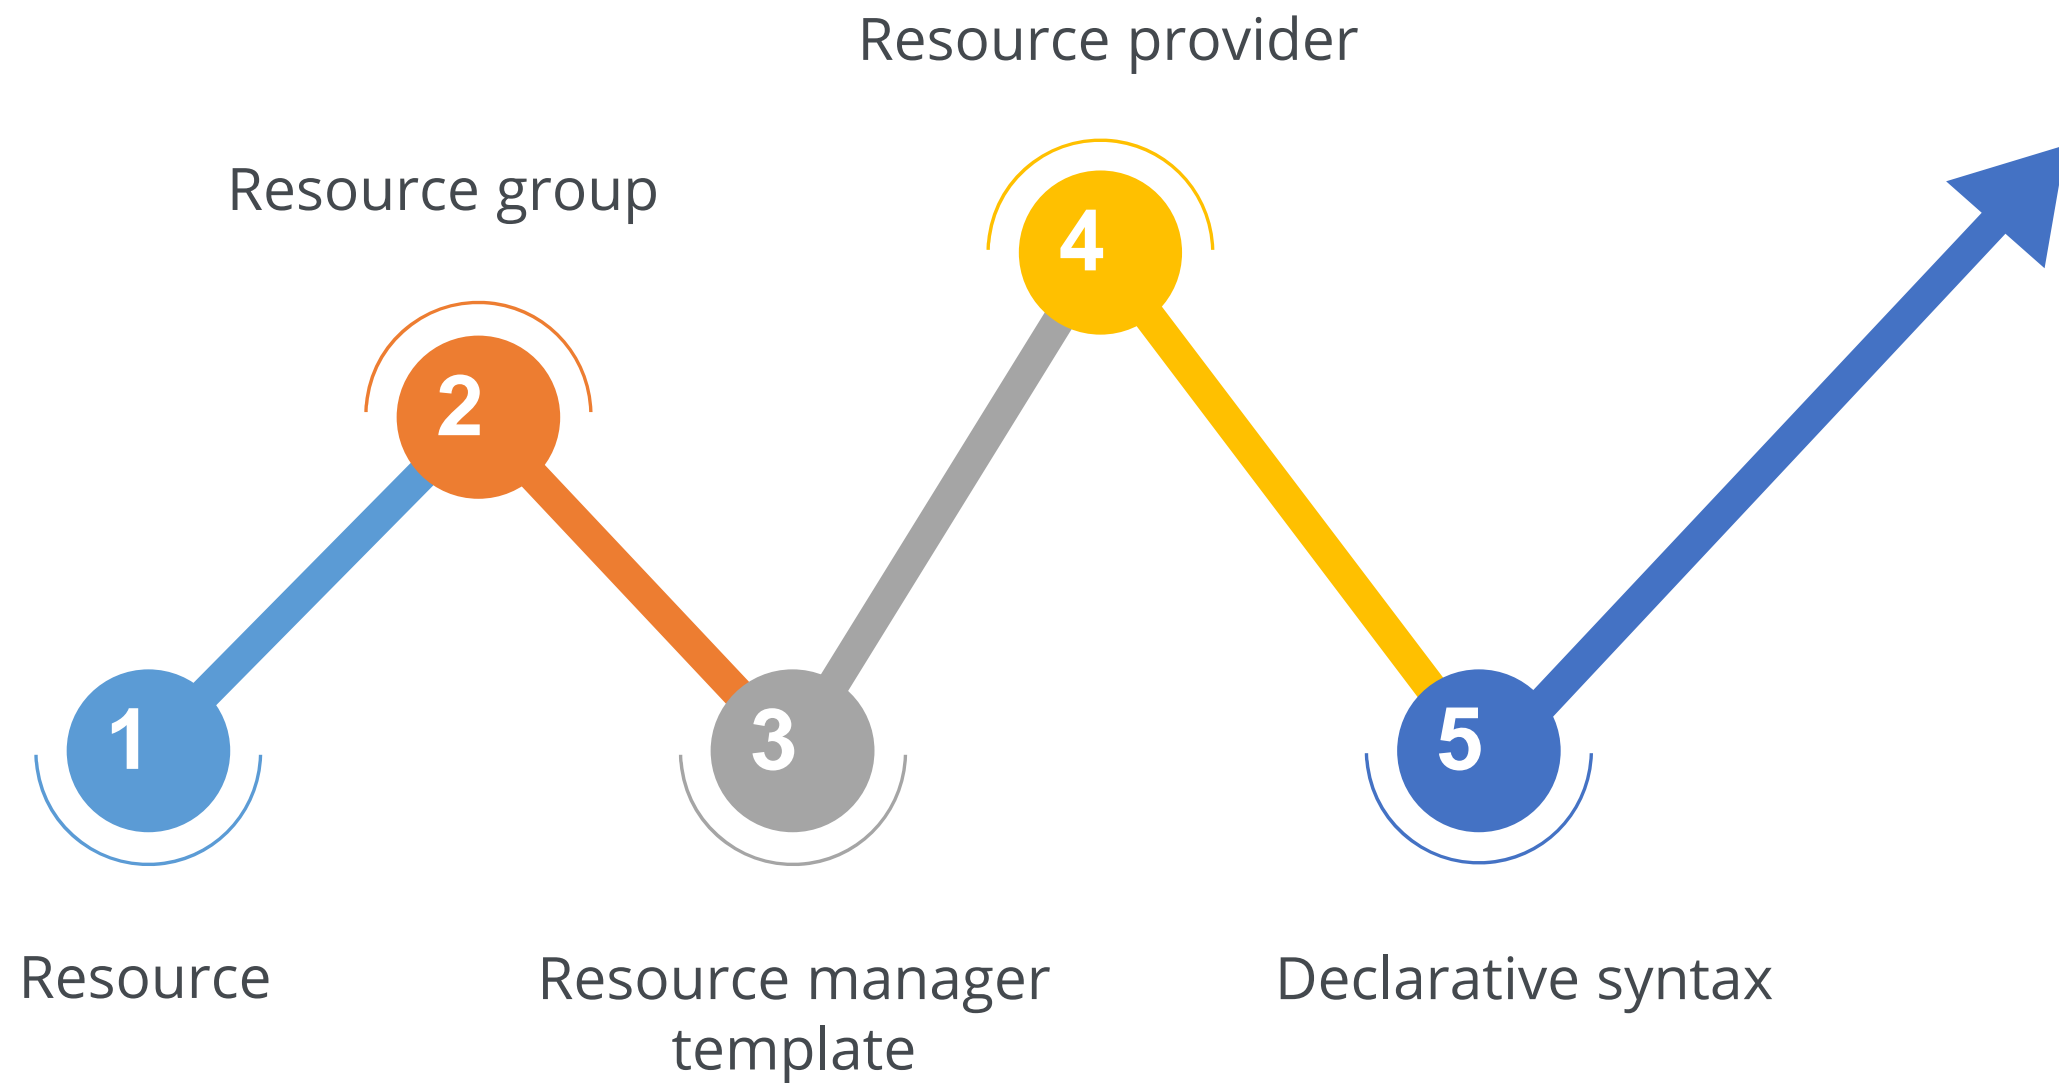 Resource provider
Resource group
4
2
1
3
5
Resource
Resource manager
template
Declarative syntax